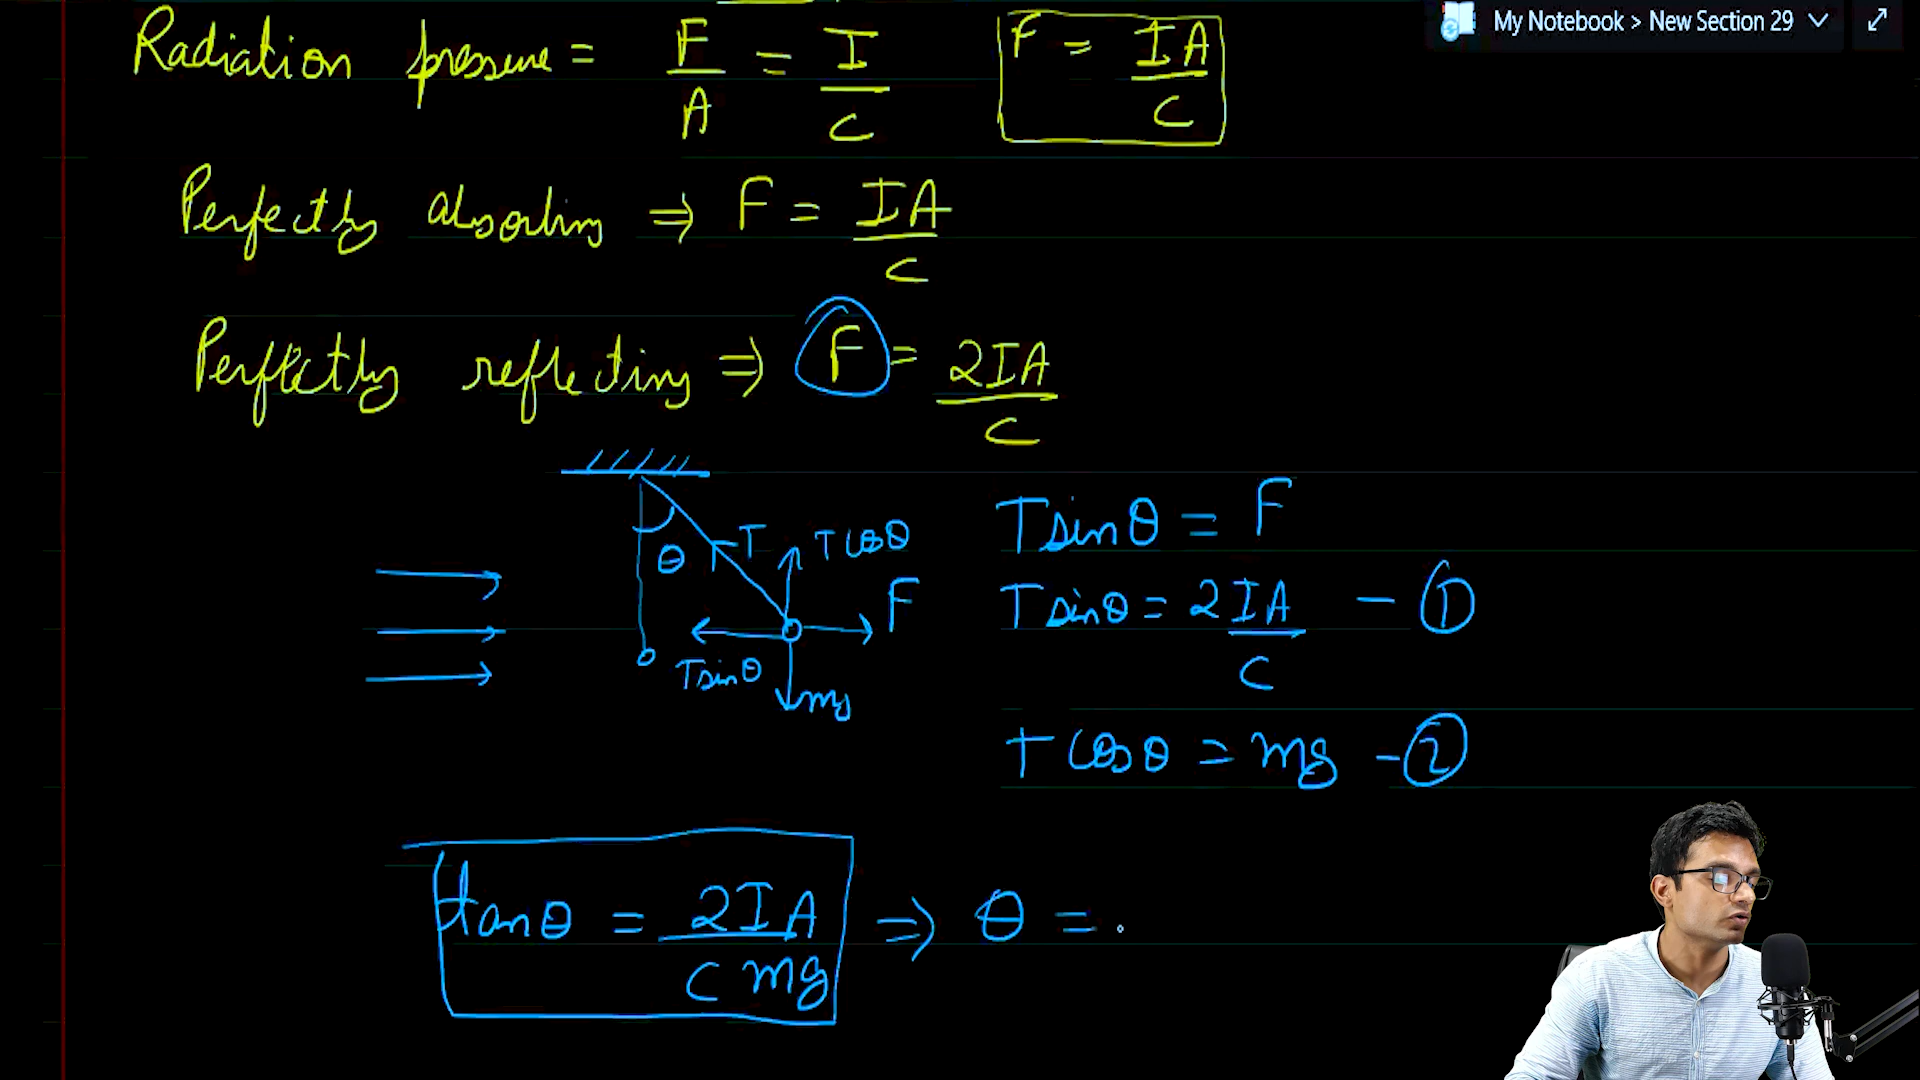 My Notebook > New Section 29
Radiation pressure = F/A = I/C   F = IA/C
Perfectly absorbing ⇒ F = IA/C
Perfectly reflecting ⇒ F = 2IA/C
θ T T cosθ F T sinθ mg
T sinθ = F
T sinθ = 2IA/C - ①
T cosθ = mg - ②
tanθ = 2IA/C mg ⇒ θ =